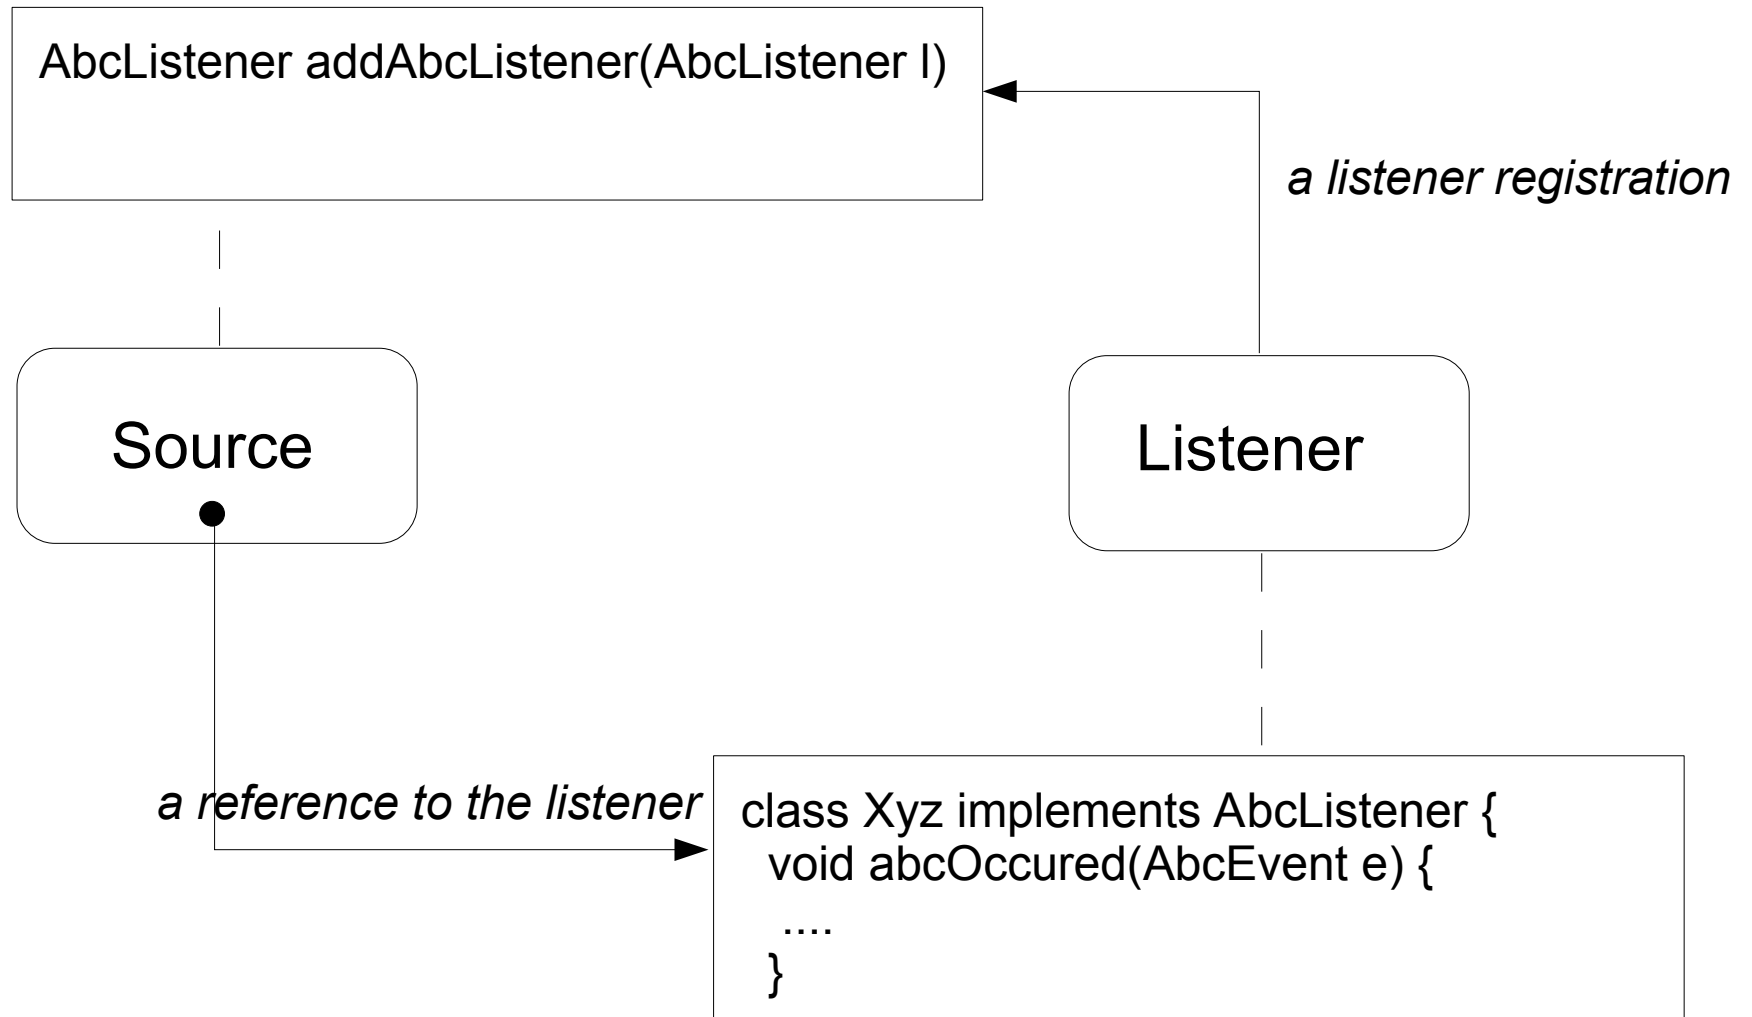 AbcListener addAbcListener(AbcListener l)
a listener registration
Source
Listener
a reference to the listener
class Xyz implements AbcListener {
void abcOccured(AbcEvent e) {
....
}